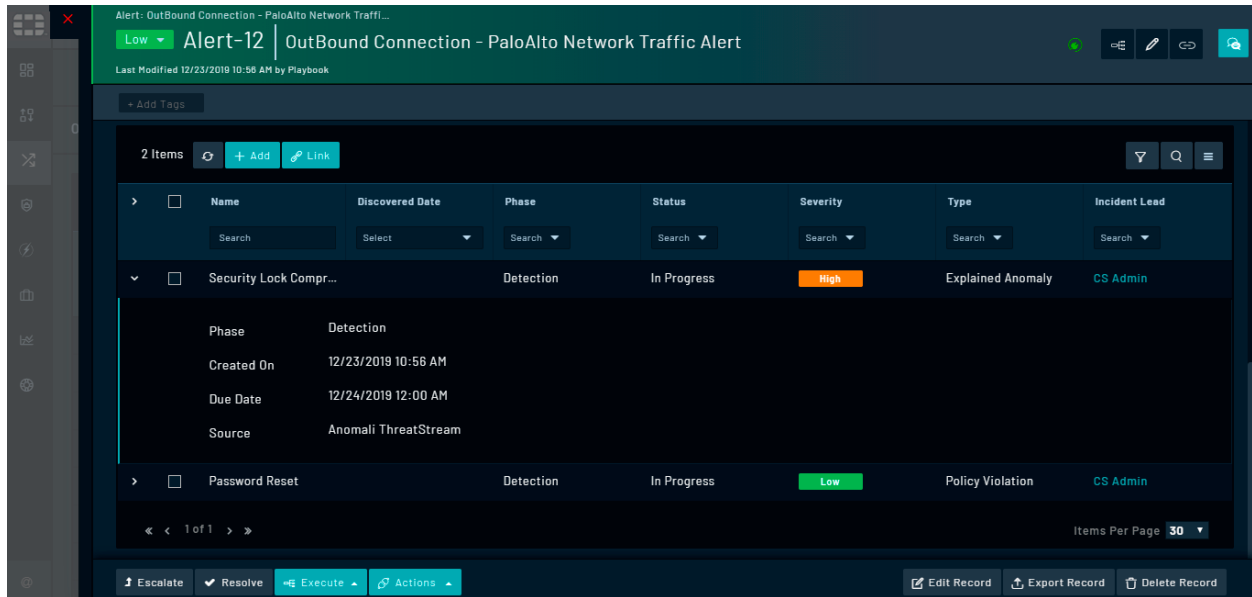 Alert: OutBound Connection - PaloAlto Network Traffi...
Low Alert-12 OutBound Connection - PaloAlto Network Traffic Alert
Last Modified 12/23/2019 10:56 AM by Playbook
+ Add Tags
2 Items + Add Link
Name Discovered Date Phase Status Severity Type Incident Lead
Search Select Search Search Search Search Search
Security Lock Compr... Detection In Progress High Explained Anomaly CS Admin
Phase Detection
Created On 12/23/2019 10:56 AM
Due Date 12/24/2019 12:00 AM
Source Anomali ThreatStream
Password Reset Detection In Progress Low Policy Violation CS Admin
« < 1 of 1 > » Items Per Page 30
Escalate Resolve Execute Actions Edit Record Export Record Delete Record